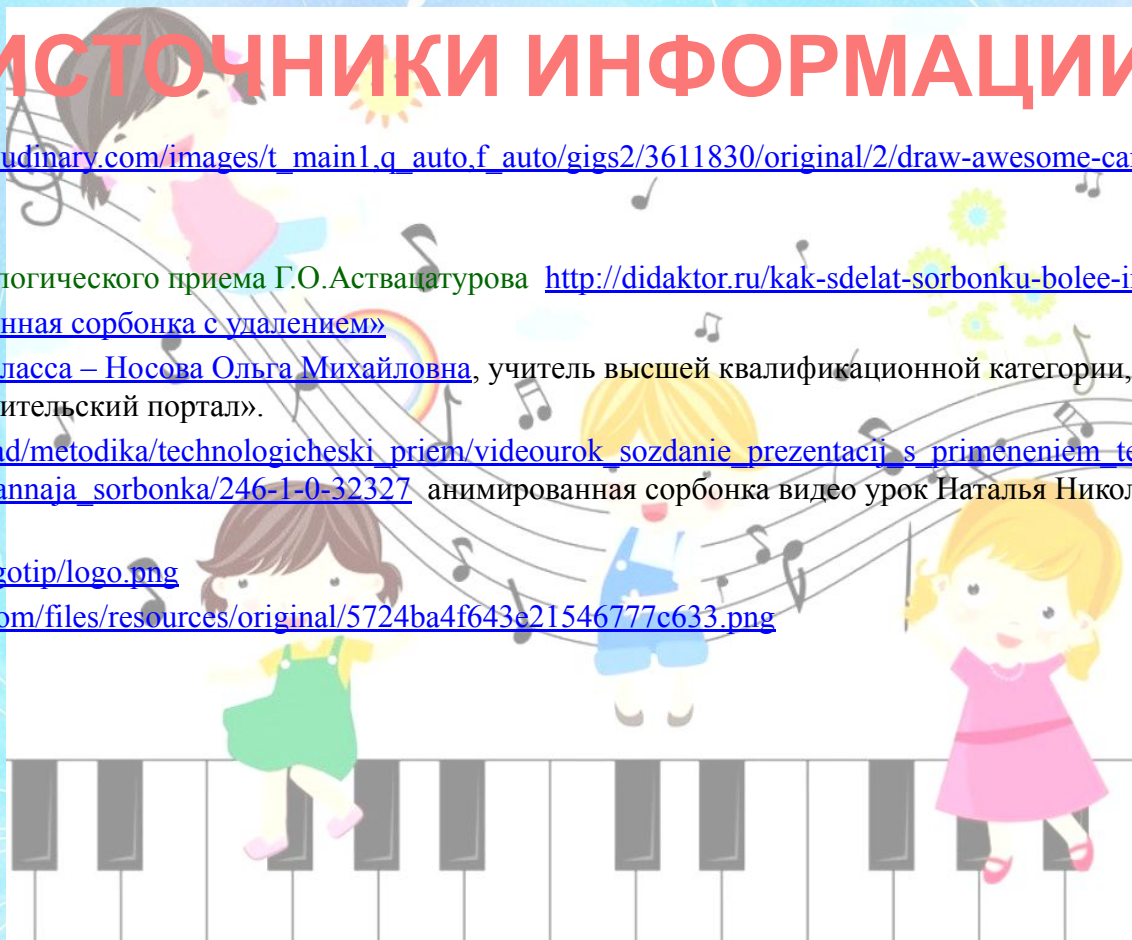 ИСТОЧНИКИ ИНФОРМАЦИИ
udinary.com/images/t_main1,q_auto,f_auto/gigs2/3611830/original/2/draw-awesome-ca
логического приема Г.О.Аствацатурова http://didaktor.ru/kak-sdelat-sorbonku-bolee-i
нная сорбонка с удалением»
ласса – Носова Ольга Михайловна, учитель высшей квалификационной категории,
ительский портал».
ad/metodika/technologicheski_priem/videourok_sozdanie_prezentacij_s_primeneniem_te
annaja_sorbonka/246-1-0-32327 анимированная сорбонка видео урок Наталья Никол
gotip/logo.png
om/files/resources/original/5724ba4f643e21546777c633.png